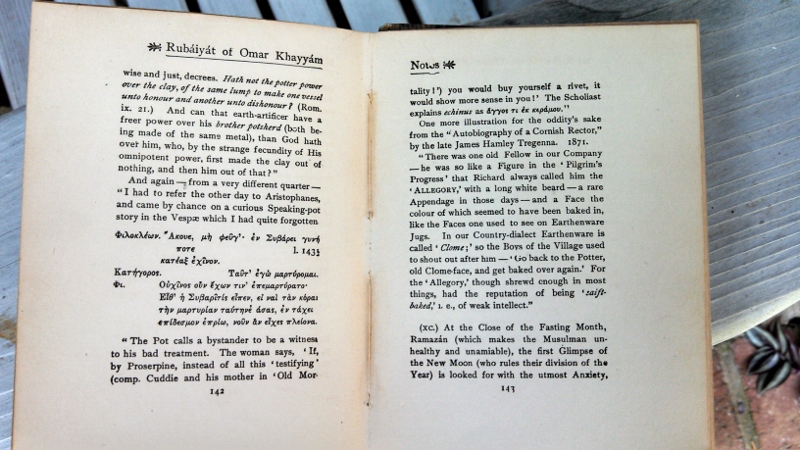 Rubáiyát of Omar Khayyám
wise and just, decrees. Hath not the potter power
over the clay, of the same lump to make one vessel
unto honour and another unto dishonour? (Rom.
ix. 21.) And can that earth-artificer have a
freer power over his brother potsherd (both be-
ing made of the same metal), than God hath
over him, who, by the strange fecundity of His
omnipotent power, first made the clay out of
nothing, and then him out of that?"
And again—from a very different quarter—
"I had to refer the other day to Aristophanes,
and came by chance on a curious Speaking-pot
story in the Vespæ which I had quite forgotten
Φιλοκλέων. Ἄκουε, μὴ φεῦγ'· ἐν Συβάρει γυνή
ποτε l. 1435
κατέαξ ἐχῖνον.
Κατήγορος. Ταῦτ' ἐγὼ μαρτύρομαι.
Φι. Οὑχῖνος οὖν ἔχων τιν' ἐπεμαρτύρατο·
Εἶθ' ἡ Συβαρῖτις εἶπεν, εἰ ναὶ τὰν κόραν
τὴν μαρτυρίαν ταύτην ἐάσας, ἐν τάχει
ἐπίδεσμον ἐπρίω, νοῦν ἂν εἶχες πλείονα.
"The Pot calls a bystander to be a witness
to his bad treatment. The woman says, 'If,
by Proserpine, instead of all this 'testifying'
(comp. Cuddie and his mother in 'Old Mor-
142
Notes
tality!') you would buy yourself a rivet, it
would show more sense in you!' The Scholiast
explains echinus as ἄγγος τι ἐκ κεράμου."
One more illustration for the oddity's sake
from the "Autobiography of a Cornish Rector,"
by the late James Hamley Tregenna. 1871.
"There was one old Fellow in our Company
—he was so like a Figure in the 'Pilgrim's
Progress' that Richard always called him the
'ALLEGORY,' with a long white beard—a rare
Appendage in those days—and a Face the
colour of which seemed to have been baked in,
like the Faces one used to see on Earthenware
Jugs. In our Country-dialect Earthenware is
called 'Clome;' so the Boys of the Village used
to shout out after him—'Go back to the Potter,
old Clome-face, and get baked over again.' For
the 'Allegory,' though shrewd enough in most
things, had the reputation of being 'saift-
baked,' i. e., of weak intellect."
(XC.) At the Close of the Fasting Month,
Ramazán (which makes the Musulman un-
healthy and unamiable), the first Glimpse of
the New Moon (who rules their division of the
Year) is looked for with the utmost Anxiety,
143